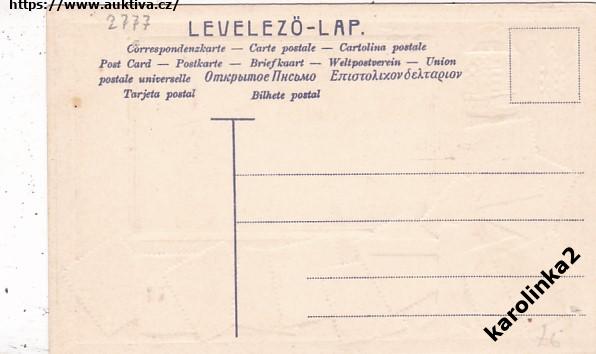 https://www.auktiva.cz/
2777
LEVELEZÖ-LAP.
Correspondenzkarte — Carte postale — Cartolina postale
Post Card — Postkarte — Briefkaart — Weltpostverein — Union
postale universelle Открытое Письмо Επιστολικον δελταριον
Tarjeta postal Bilhete postal
karolinka2